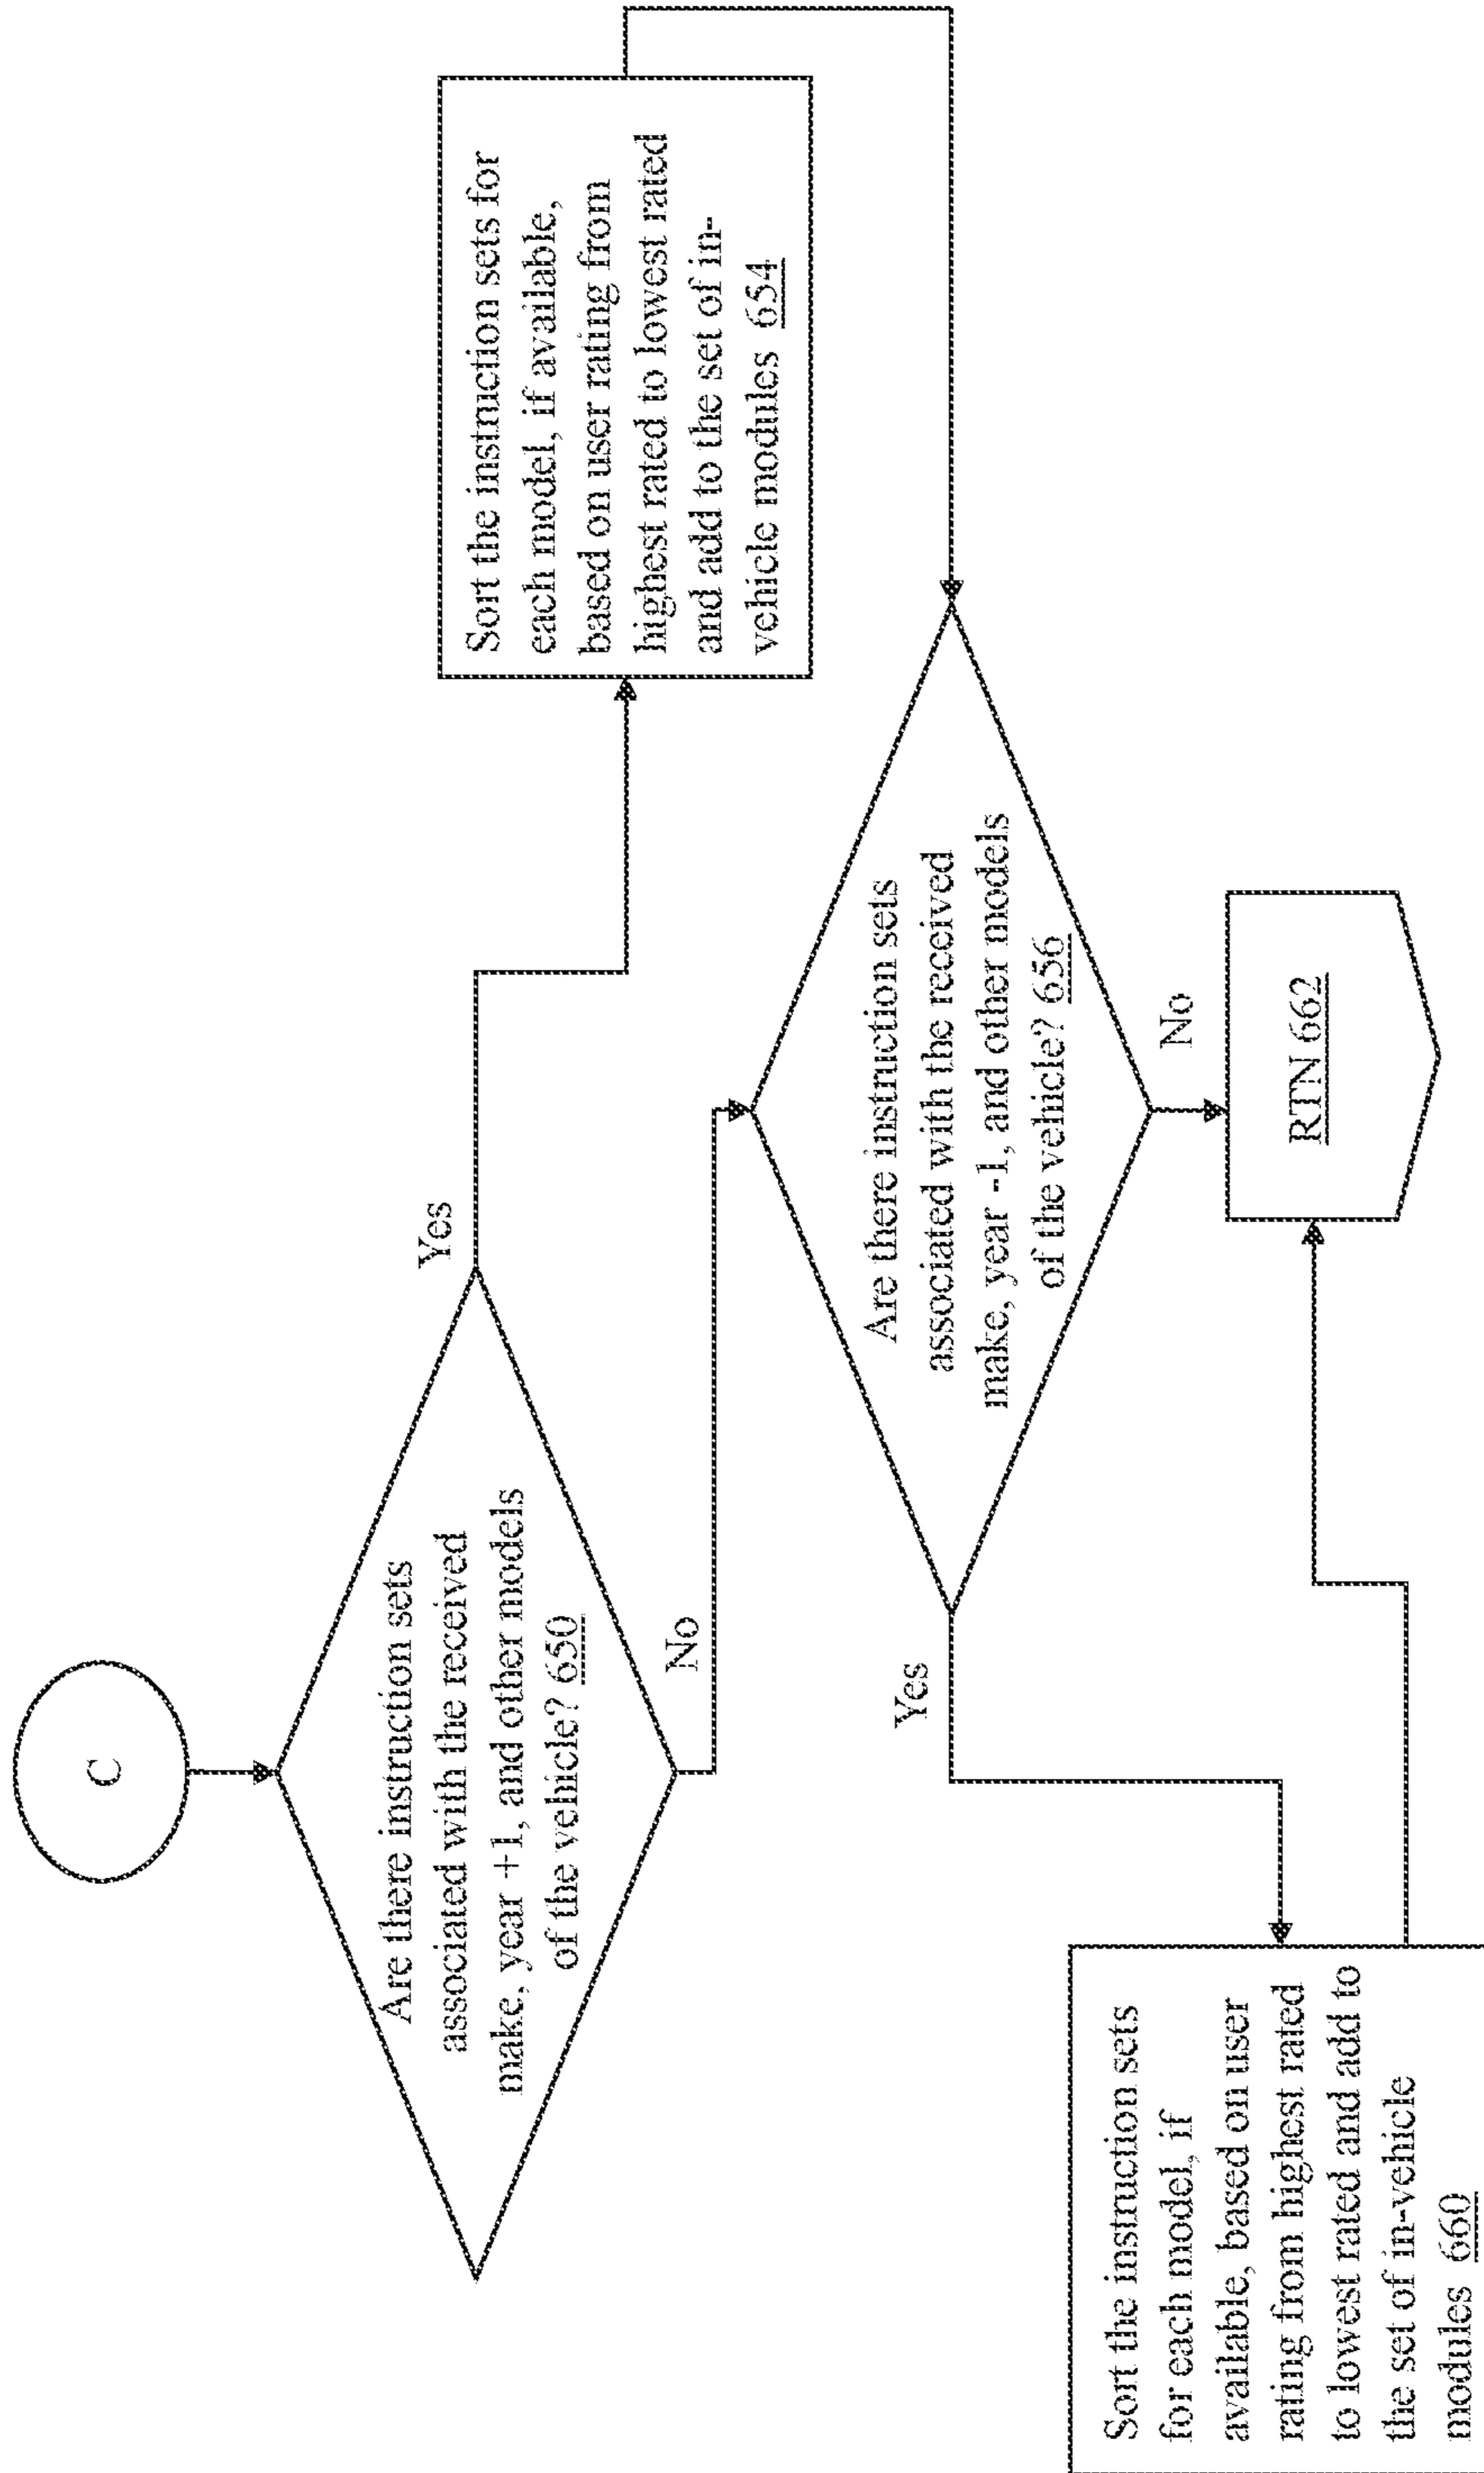 C
Are there instruction sets
associated with the received
make, year +1, and other models
of the vehicle? 650
Yes
No
Sort the instruction sets for
each model, if available,
based on user rating from
highest rated to lowest rated
and add to the set of in-
vehicle modules 654
Are there instruction sets
associated with the received
make, year -1, and other models
of the vehicle? 656
Yes
No
Sort the instruction sets
for each model, if
available, based on user
rating from highest rated
to lowest rated and add to
the set of in-vehicle
modules 660
RTN 662